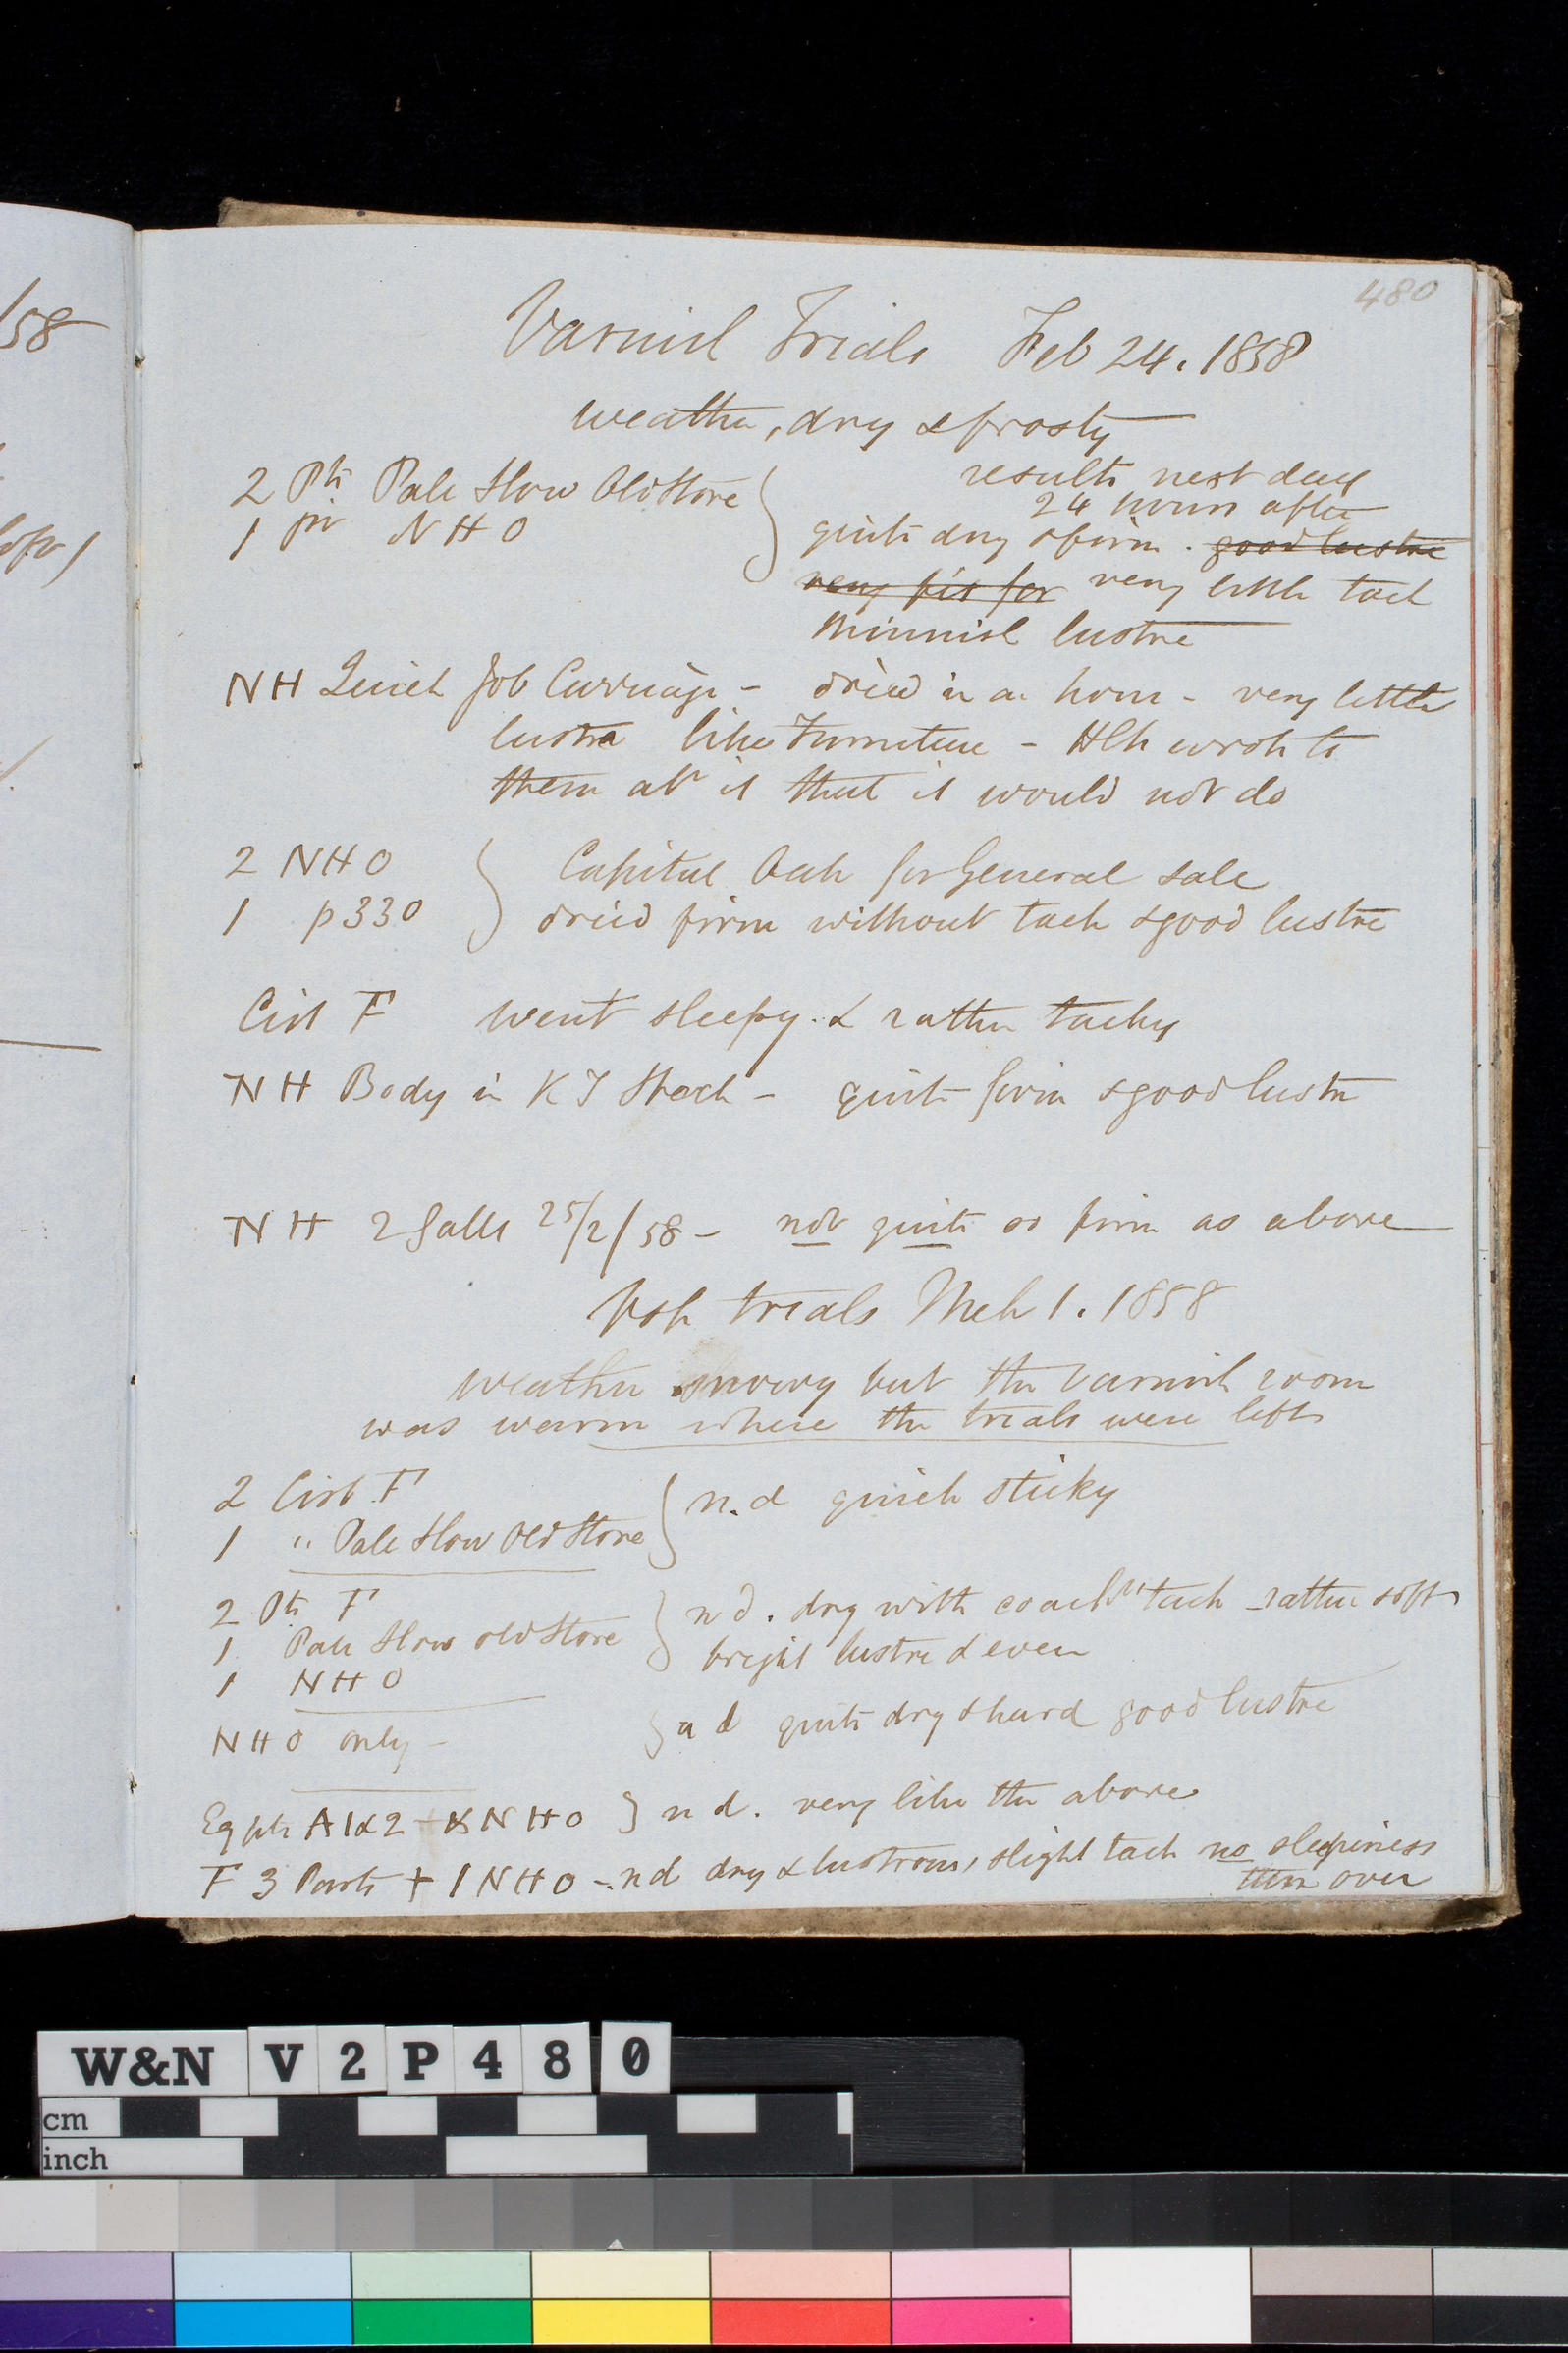 480
Varnish Trials Feb 24. 1858
weather, dry & frosty
results next day
24 hours after
2 Pts Pale Slow Old Store
1 pt NHO
quite dry & firm. good lustre
very fit for very little tack
thinnish lustre
NH Quick Job Carriage - dried in an hour - very little
lustre like Furniture - wrote to
them abt it that it would not do
2 NHO
1 p330
Capital Oak for General sale
dried firm without tack & good lustre
Cist F went sleepy. & rather tacky
NH Body in KT Stock - quite firm & good lustre
NH 2 Galls 25/2/58 - not quite so firm as above
trials Mch 1. 1858
weather snowy but the varnish room
was warm where the trials were left
2 Cist F
1 " Pale Slow Old Store
n.d quick sticky
2 Pts F
1 Pale Slow old Store
1 NHO
n d. dry with coach tack rather soft
bright lustre & even
NHO only -
n d quite dry & hard good lustre
Eq pts A 1 & 2 + NHO } n d. very like the above
F 3 Parts + 1 NHO - n d dry & lustrous, slight tack no sleepiness
turn over
/58
W&N V 2 P 4 8 0
cm
inch